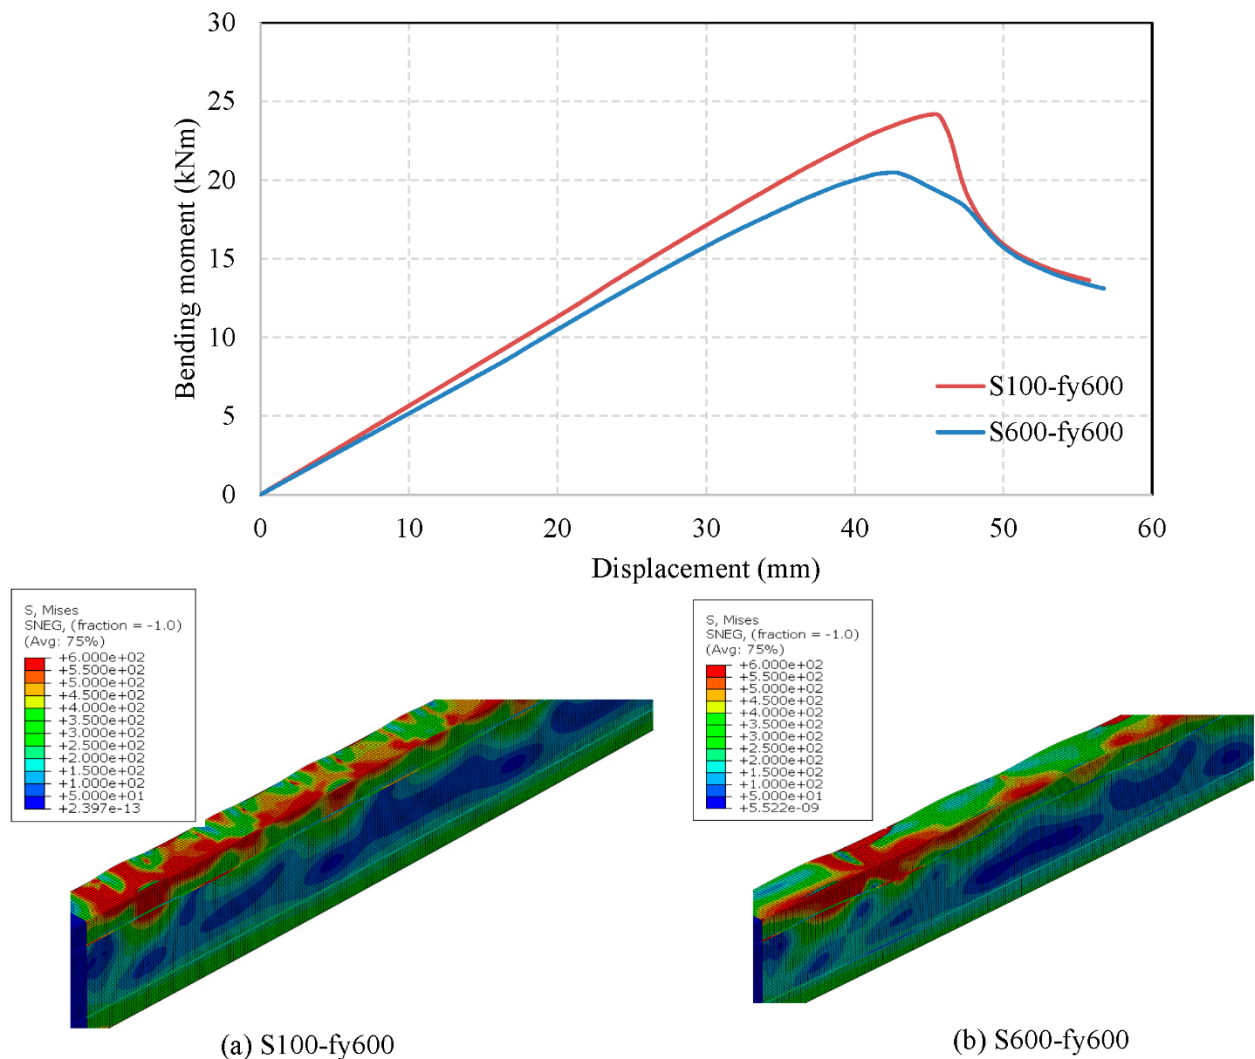 30
25
20
15
10
5
0
Bending moment (kNm)
S100-fy600
S600-fy600
0 10 20 30 40 50 60
Displacement (mm)
S, Mises
SNEG, (fraction = -1.0)
(Avg: 75%)
+6.000e+02
+5.500e+02
+5.000e+02
+4.500e+02
+4.000e+02
+3.500e+02
+3.000e+02
+2.500e+02
+2.000e+02
+1.500e+02
+1.000e+02
+5.000e+01
+2.397e-13
(a) S100-fy600
S, Mises
SNEG, (fraction = -1.0)
(Avg: 75%)
+6.000e+02
+5.500e+02
+5.000e+02
+4.500e+02
+4.000e+02
+3.500e+02
+3.000e+02
+2.500e+02
+2.000e+02
+1.500e+02
+1.000e+02
+5.000e+01
+5.522e-09
(b) S600-fy600